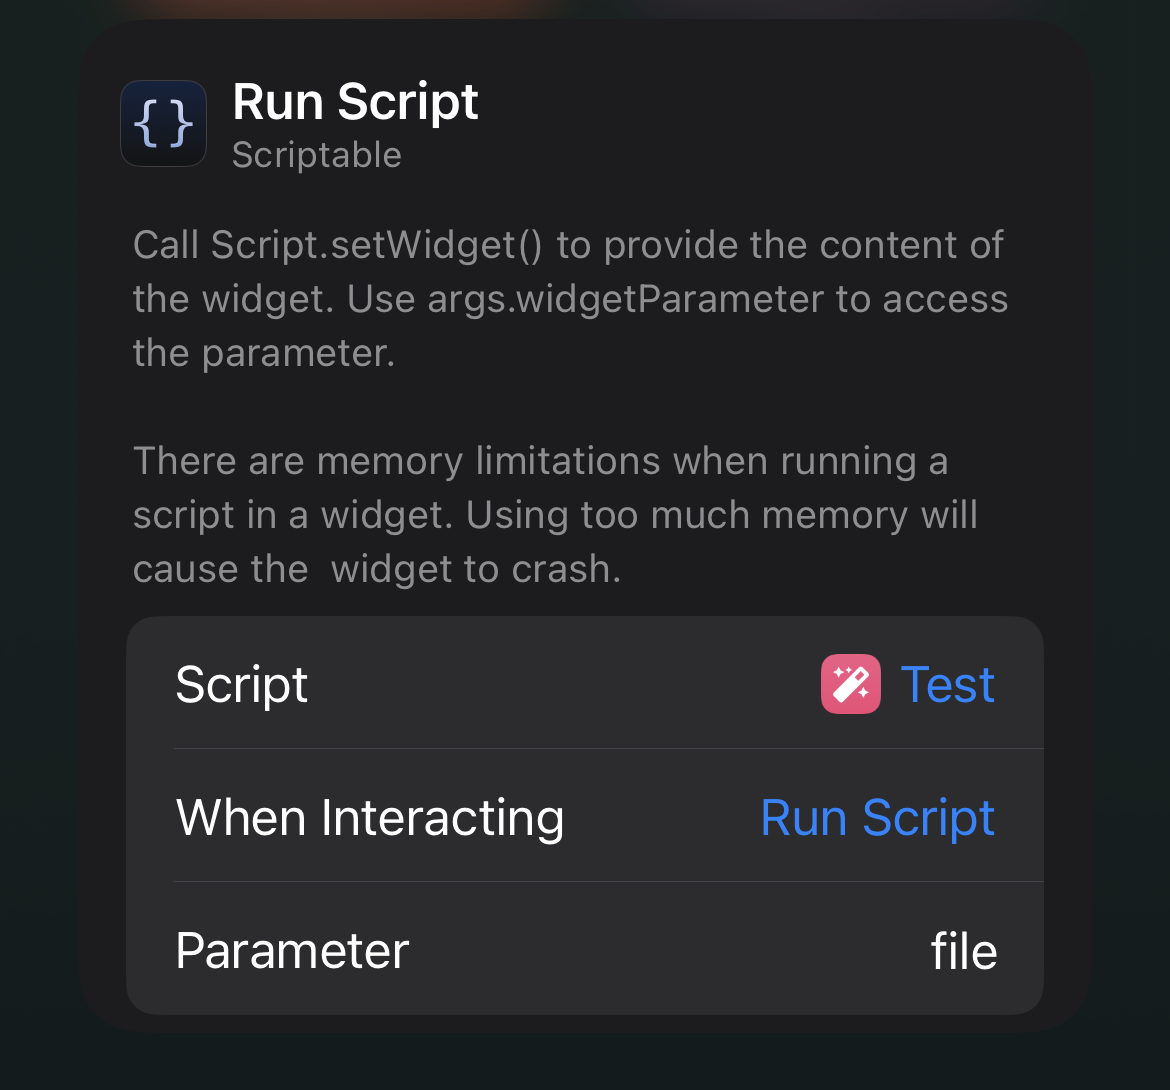 { }
Run Script
Scriptable
Call Script.setWidget() to provide the content of
the widget. Use args.widgetParameter to access
the parameter.
There are memory limitations when running a
script in a widget. Using too much memory will
cause the  widget to crash.
Script Test
When Interacting Run Script
Parameter file